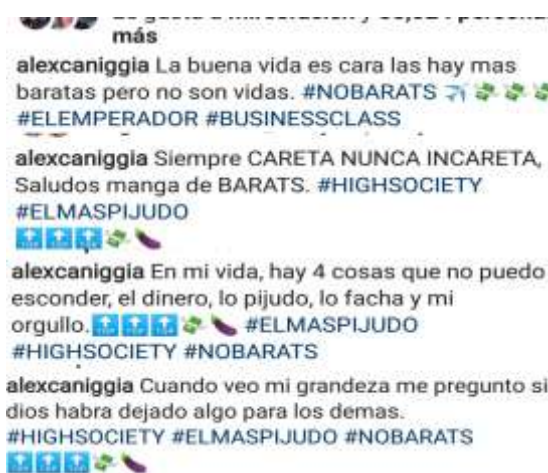 más
alexcaniggia La buena vida es cara las hay mas
baratas pero no son vidas. #NOBARATS ✈️ 💸 💸 💸
#ELEMPERADOR #BUSINESSCLASS
alexcaniggia Siempre CARETA NUNCA INCARETA,
Saludos manga de BARATS. #HIGHSOCIETY
#ELMASPIJUDO
🔝🔝🔝💸🍆
alexcaniggia En mi vida, hay 4 cosas que no puedo
esconder, el dinero, lo pijudo, lo facha y mi
orgullo.🔝🔝🔝💸🍆 #ELMASPIJUDO
#HIGHSOCIETY #NOBARATS
alexcaniggia Cuando veo mi grandeza me pregunto si
dios habra dejado algo para los demas.
#HIGHSOCIETY #ELMASPIJUDO #NOBARATS
🔝🔝🔝💸🍆